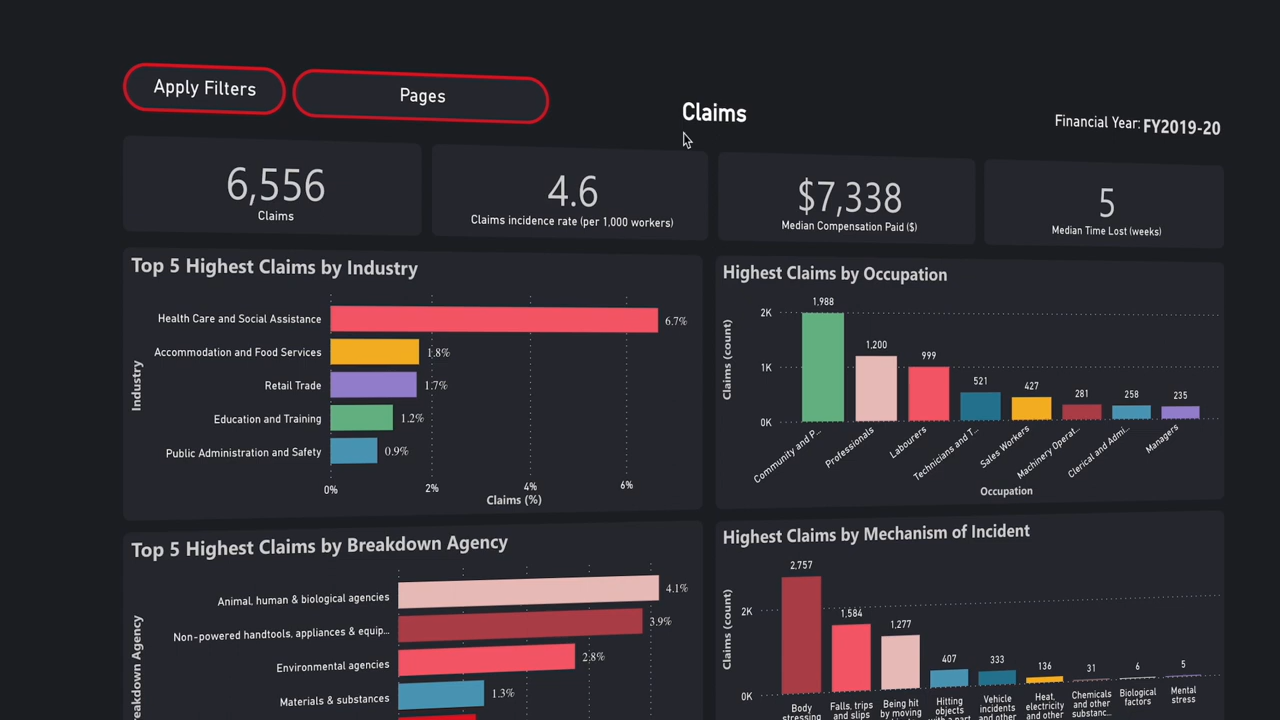 Apply Filters
Pages
Claims
Financial Year: FY2019-20
6,556
Claims
4.6
Claims incidence rate (per 1,000 workers)
$7,338
Median Compensation Paid ($)
5
Median Time Lost (weeks)
Top 5 Highest Claims by Industry
Industry
Health Care and Social Assistance
6.7%
Accommodation and Food Services
1.8%
Retail Trade
1.7%
Education and Training
1.2%
Public Administration and Safety
0.9%
0%
2%
4%
6%
Claims (%)
Highest Claims by Occupation
Claims (count)
2K
1K
0K
1,988
1,200
999
521
427
281
258
235
Community and P...
Professionals
Labourers
Technicians and T...
Sales Workers
Machinery Operat...
Clerical and Admi...
Managers
Occupation
Top 5 Highest Claims by Breakdown Agency
eakdown Agency
Animal, human & biological agencies
4.1%
Non-powered handtools, appliances & equip...
3.9%
Environmental agencies
2.8%
Materials & substances
1.3%
Highest Claims by Mechanism of Incident
Claims (count)
2K
0K
2,757
1,584
1,277
407
333
136
31
6
5
Body
stressing
Falls, trips
and slips
Being hit
by moving
Hitting
objects
with a part
Vehicle
incidents
and other
Heat,
electricity
and other
Chemicals
and other
substanc...
Biological
factors
Mental
stress